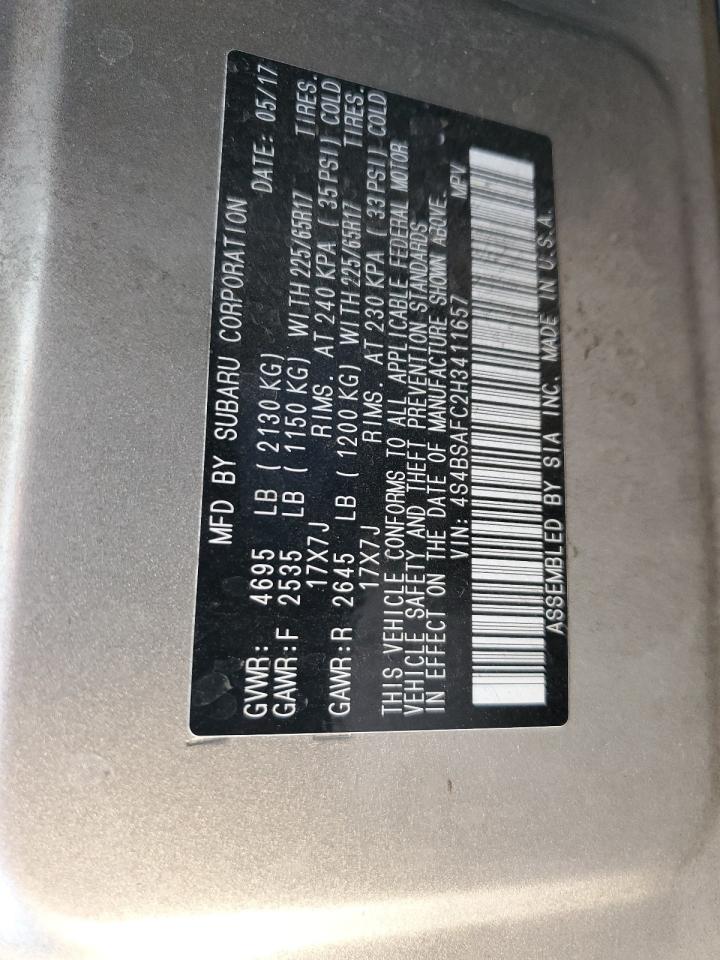 MFD BY SUBARU CORPORATION DATE: 05/17
GVWR: 4695 LB ( 2130 KG)
GAWR:F 2535 LB ( 1150 KG) WITH 225/65R17 TIRES.
17X7J RIMS. AT 240 KPA ( 35 PSI) COLD
GAWR:R 2645 LB ( 1200 KG) WITH 225/65R17 TIRES.
17X7J RIMS. AT 230 KPA ( 33 PSI) COLD
THIS VEHICLE CONFORMS TO ALL APPLICABLE FEDERAL MOTOR
VEHICLE SAFETY AND THEFT PREVENTION STANDARDS
IN EFFECT ON THE DATE OF MANUFACTURE SHOWN ABOVE.
VIN: 4S4BSAFC2H3411657 MPV
ASSEMBLED BY SIA INC. MADE IN U.S.A.